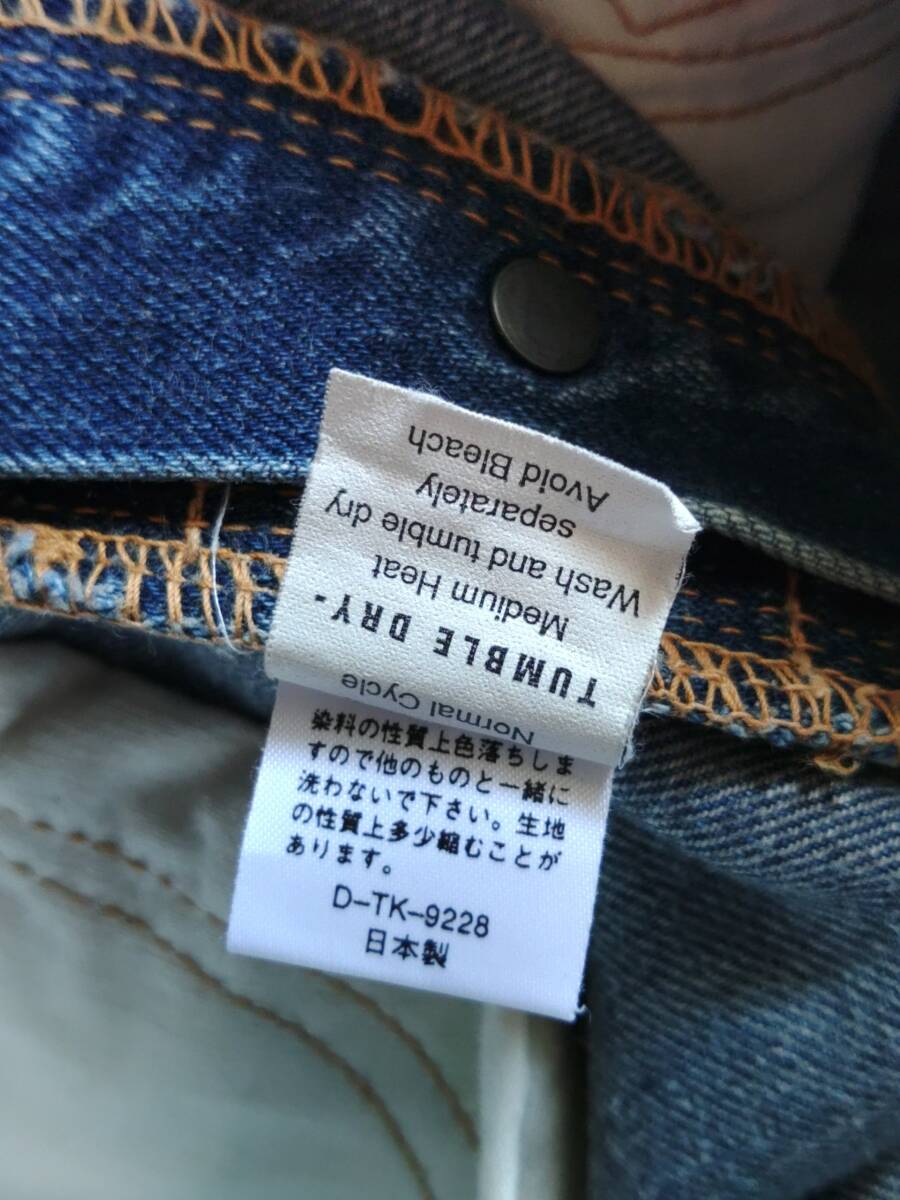 Normal Cycle
TUMBLE DRY-
Medium Heat
Wash and tumble dry
separately
Avoid Bleach
染料の性質上色落ちしま
すので他のものと一緒に
洗わないで下さい。生地
の性質上多少縮むことが
あります。
D-TK-9228
日本製